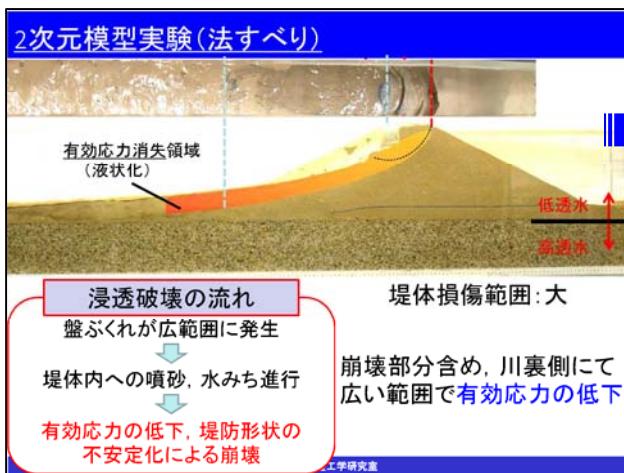 2次元模型実験(法すべり)
有効応力消失領域
(液状化)
低透水
高透水
浸透破壊の流れ
盤ぶくれが広範囲に発生
堤体内への噴砂, 水みち進行
有効応力の低下, 堤防形状の
不安定化による崩壊
堤体損傷範囲:大
崩壊部分含め, 川裏側にて
広い範囲で有効応力の低下
工学研究室